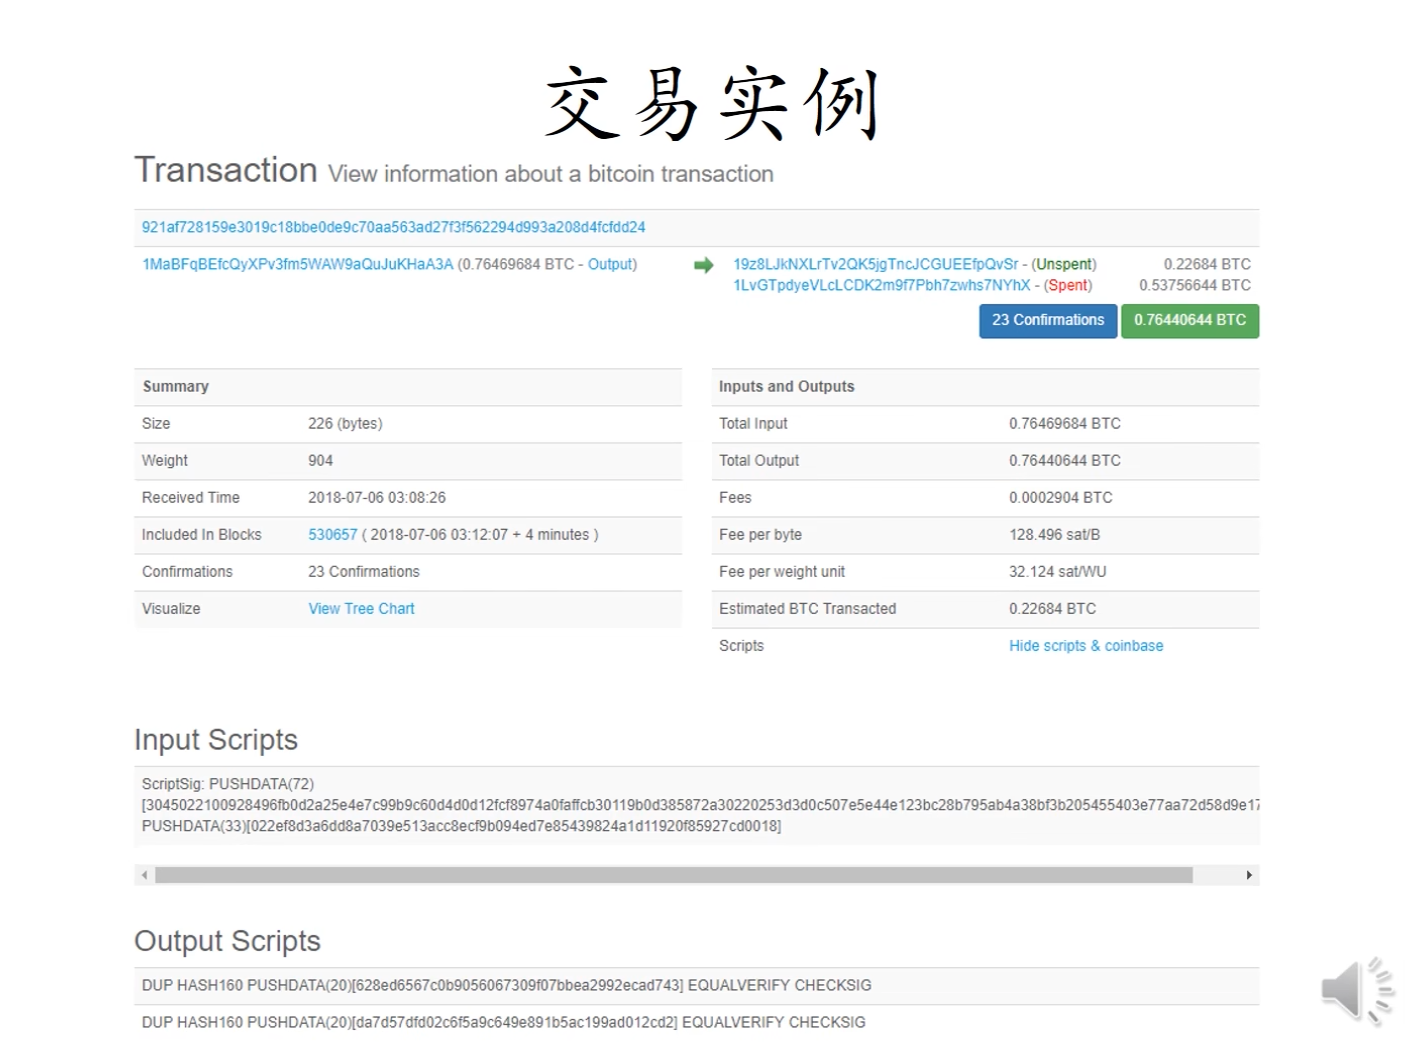 交易实例
Transaction View information about a bitcoin transaction
921af728159e3019c18bbe0de9c70aa563ad27f3f562294d993a208d4fcfdd24
1MaBFqBEfcQyXPv3fm5WAW9aQuJuKHaA3A (0.76469684 BTC - Output)
19z8LJkNXLrTv2QK5jgTncJCGUEEfpQvSr - (Unspent) 0.22684 BTC
1LvGTpdyeVLcLCDK2m9f7Pbh7zwhs7NYhX - (Spent) 0.53756644 BTC
23 Confirmations 0.76440644 BTC
Summary
Size 226 (bytes)
Weight 904
Received Time 2018-07-06 03:08:26
Included In Blocks 530657 ( 2018-07-06 03:12:07 + 4 minutes )
Confirmations 23 Confirmations
Visualize View Tree Chart
Inputs and Outputs
Total Input 0.76469684 BTC
Total Output 0.76440644 BTC
Fees 0.0002904 BTC
Fee per byte 128.496 sat/B
Fee per weight unit 32.124 sat/WU
Estimated BTC Transacted 0.22684 BTC
Scripts Hide scripts & coinbase
Input Scripts
ScriptSig: PUSHDATA(72)
[3045022100928496fb0d2a25e4e7c99b9c60d4d0d12fcf8974a0faffcb30119b0d385872a30220253d3d0c507e5e44e123bc28b795ab4a38bf3b205455403e77aa72d58d9e17
PUSHDATA(33)[022ef8d3a6dd8a7039e513acc8ecf9b094ed7e85439824a1d11920f85927cd0018]
Output Scripts
DUP HASH160 PUSHDATA(20)[628ed6567c0b9056067309f07bbea2992ecad743] EQUALVERIFY CHECKSIG
DUP HASH160 PUSHDATA(20)[da7d57dfd02c6f5a9c649e891b5ac199ad012cd2] EQUALVERIFY CHECKSIG